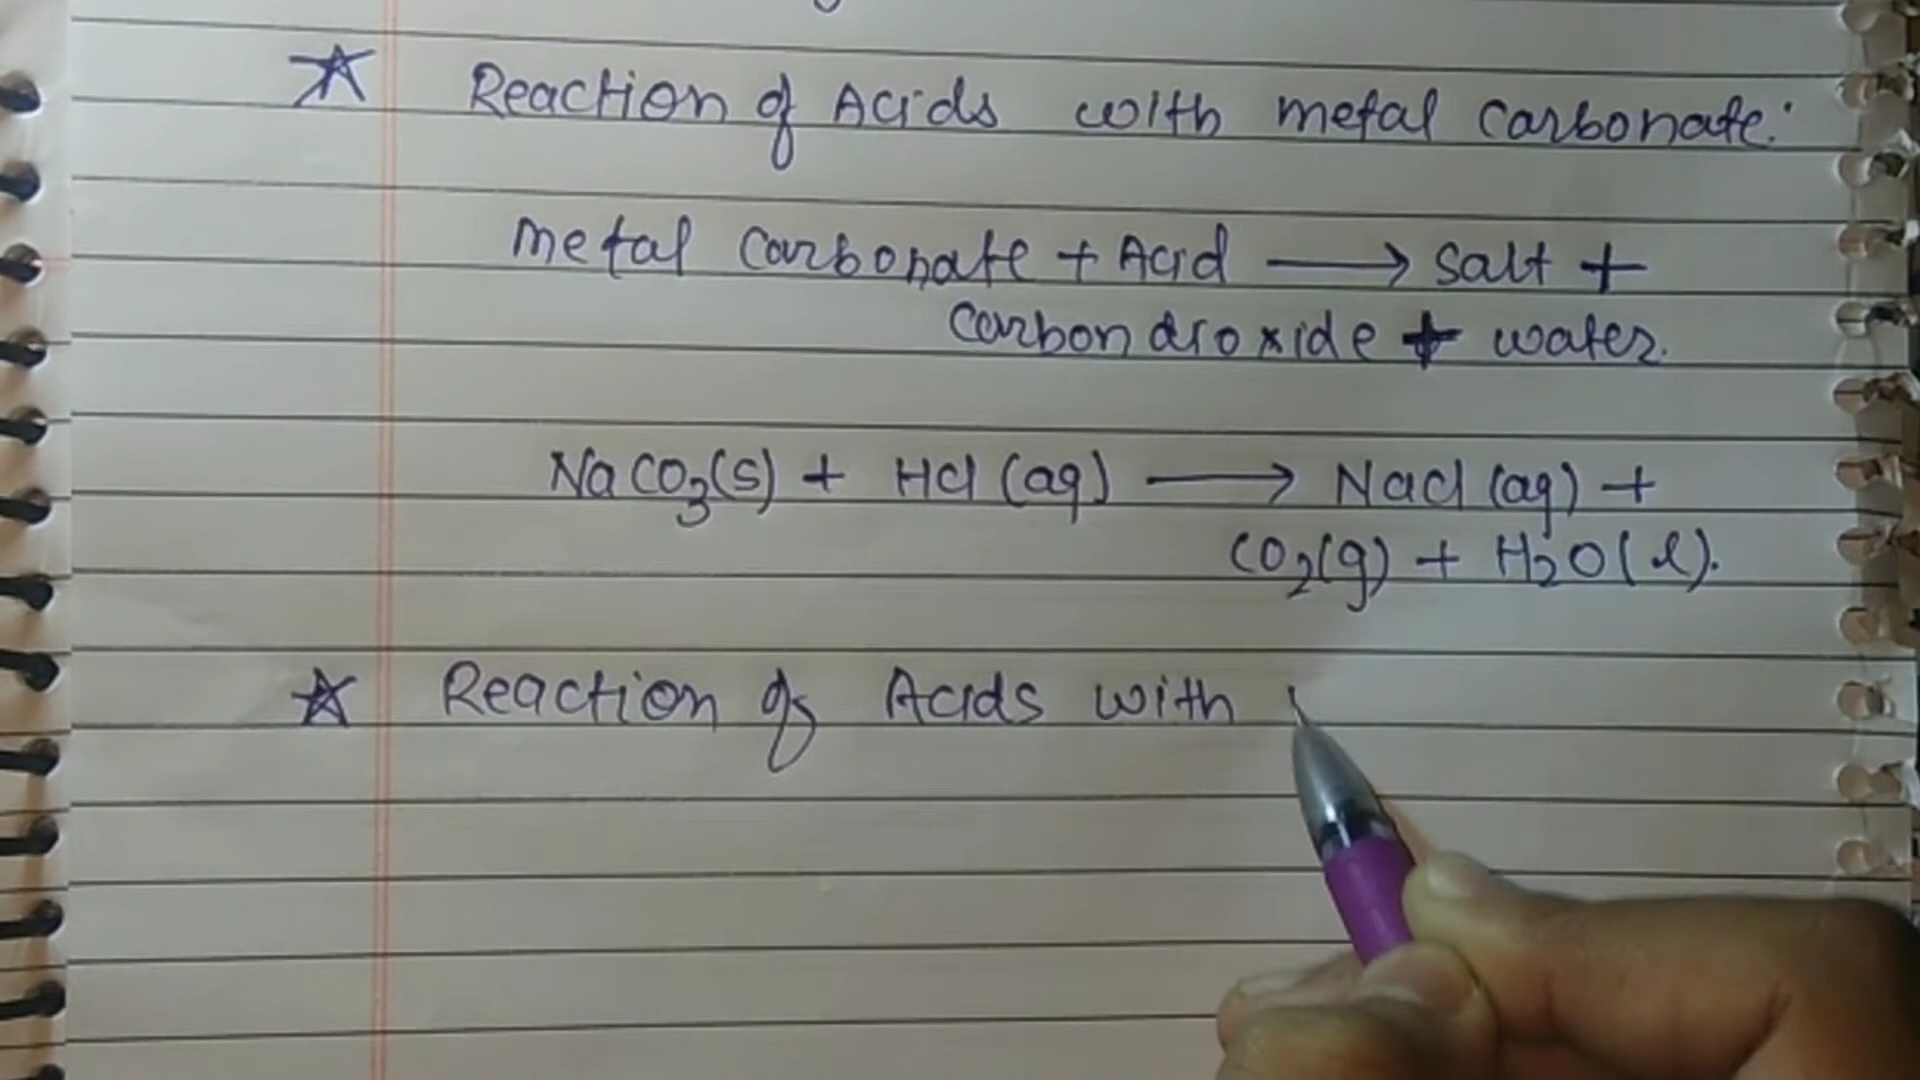 ☆ Reaction of Acids with metal carbonate:
metal carbonate + Acid ⟶ salt +
carbon dioxide + water.
NaCO₃(s) + HCl (aq) ⟶ NaCl (aq) +
CO₂(g) + H₂O(l).
☆ Reaction of Acids with